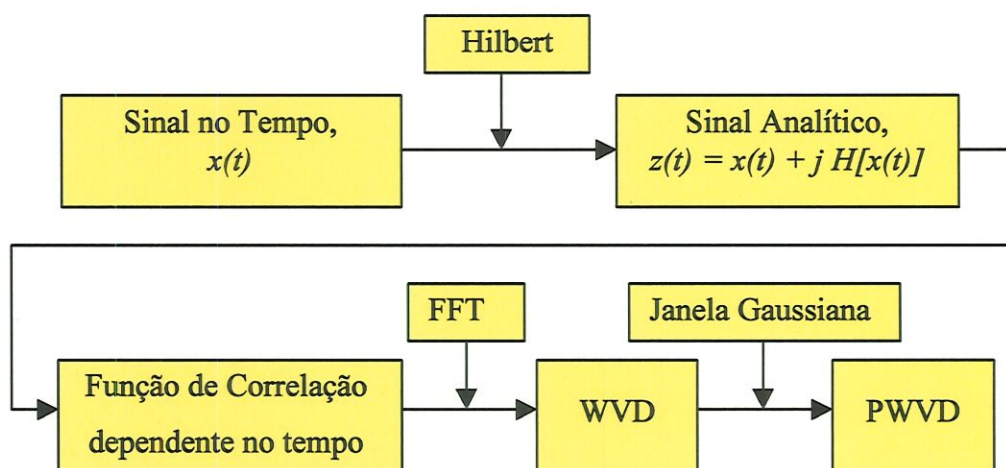 Hilbert
Sinal no Tempo,
x(t)
Sinal Analítico,
z(t) = x(t) + j H[x(t)]
FFT
Janela Gaussiana
Função de Correlação
dependente no tempo
WVD
PWVD